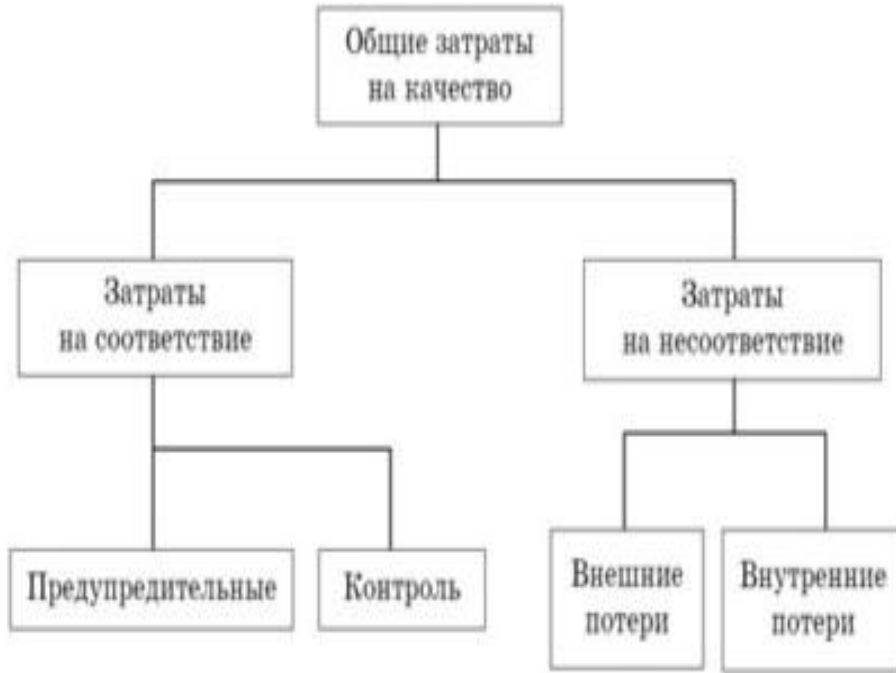 Общие затраты
на качество
Затраты
на соответствие
Затраты
на несоответствие
Предупредительные
Контроль
Внешние
потери
Внутренние
потери